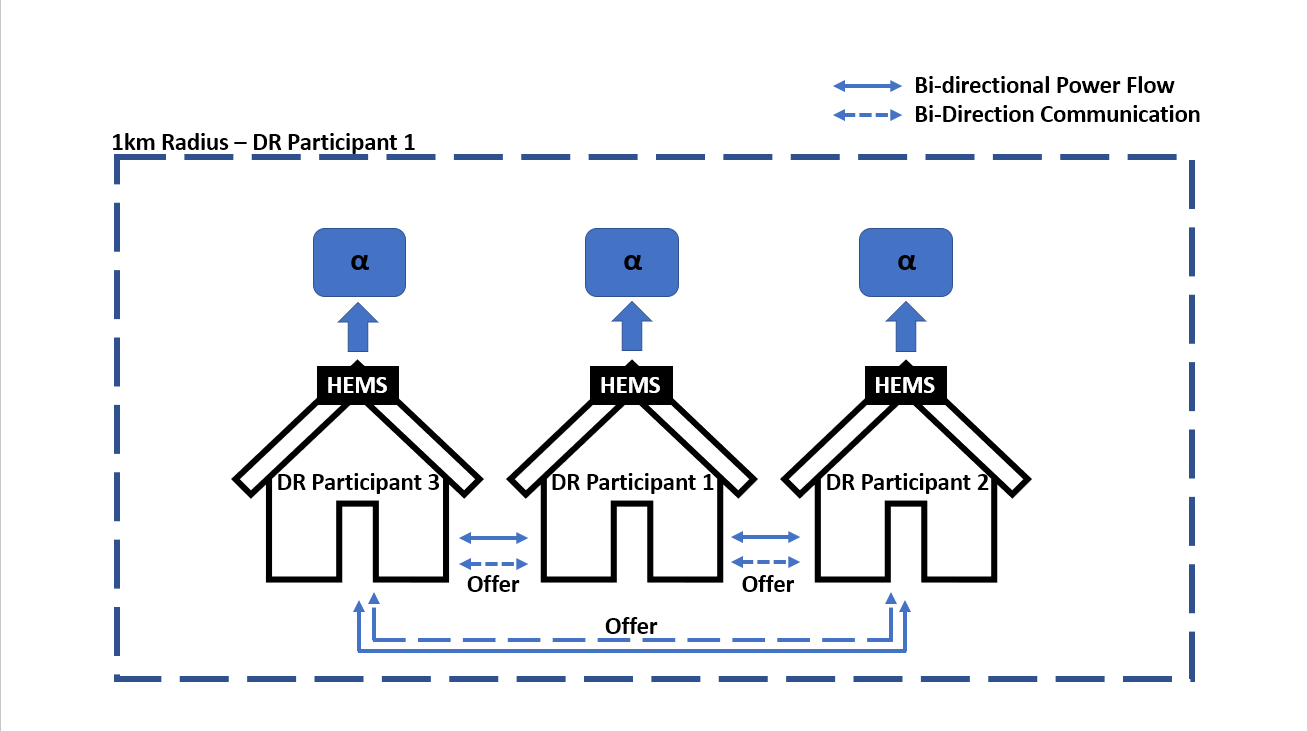 Bi-directional Power Flow
Bi-Direction Communication
1km Radius – DR Participant 1
α α α
HEMS HEMS HEMS
DR Participant 3 DR Participant 1 DR Participant 2
Offer Offer
Offer